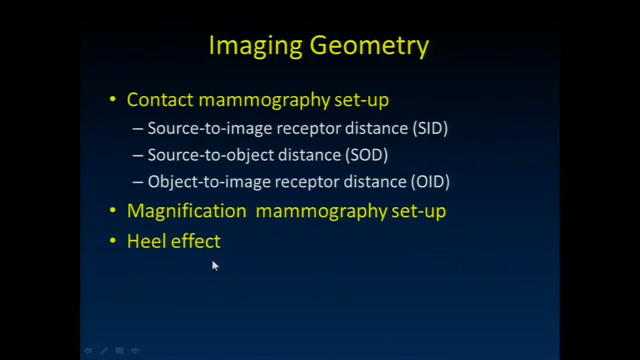 Imaging Geometry
• Contact mammography set-up
– Source-to-image receptor distance (SID)
– Source-to-object distance (SOD)
– Object-to-image receptor distance (OID)
• Magnification mammography set-up
• Heel effect